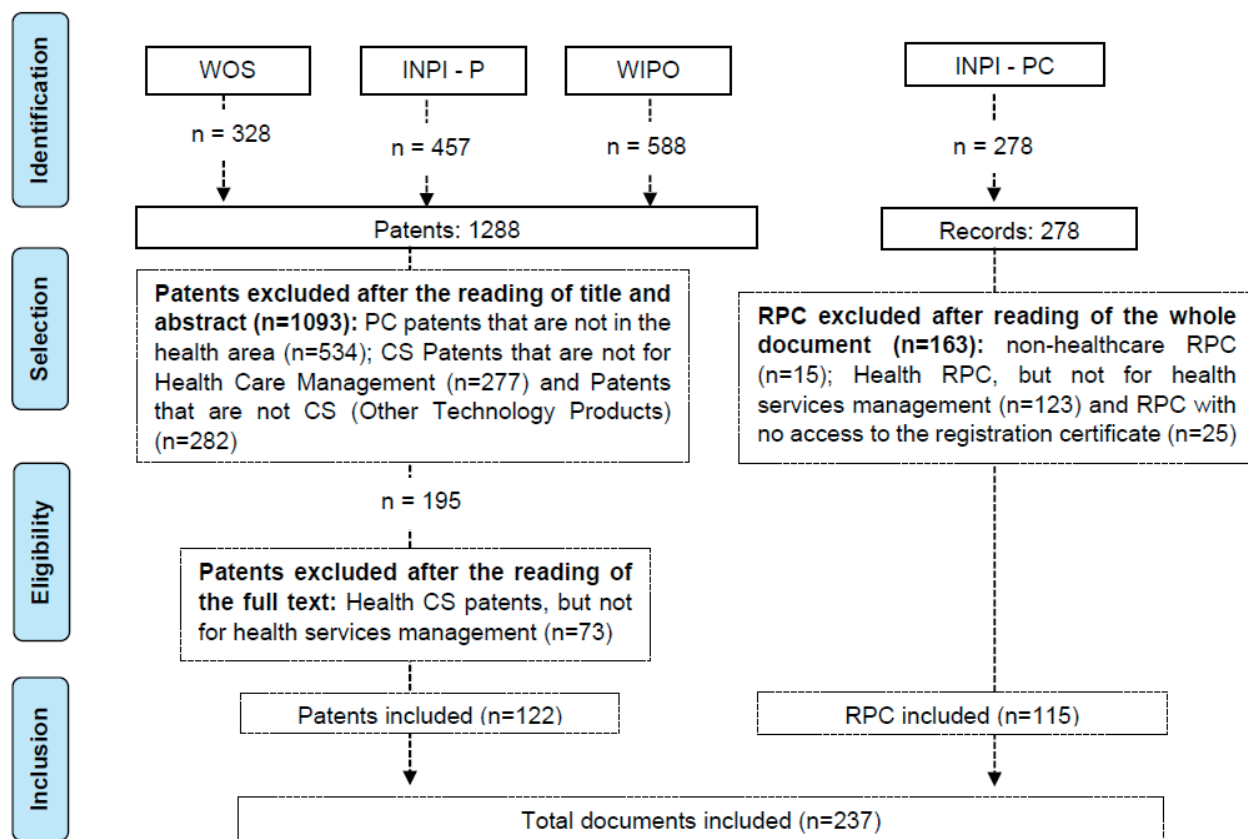 Identification
WOS
INPI - P
WIPO
INPI - PC
n = 328
n = 457
n = 588
n = 278
Patents: 1288
Records: 278
Selection
Patents excluded after the reading of title and
abstract (n=1093): PC patents that are not in the
health area (n=534); CS Patents that are not for
Health Care Management (n=277) and Patents
that are not CS (Other Technology Products)
(n=282)
RPC excluded after reading of the whole
document (n=163): non-healthcare RPC
(n=15); Health RPC, but not for health
services management (n=123) and RPC with
no access to the registration certificate (n=25)
Eligibility
n = 195
Patents excluded after the reading of
the full text: Health CS patents, but not
for health services management (n=73)
Inclusion
Patents included (n=122)
RPC included (n=115)
Total documents included (n=237)